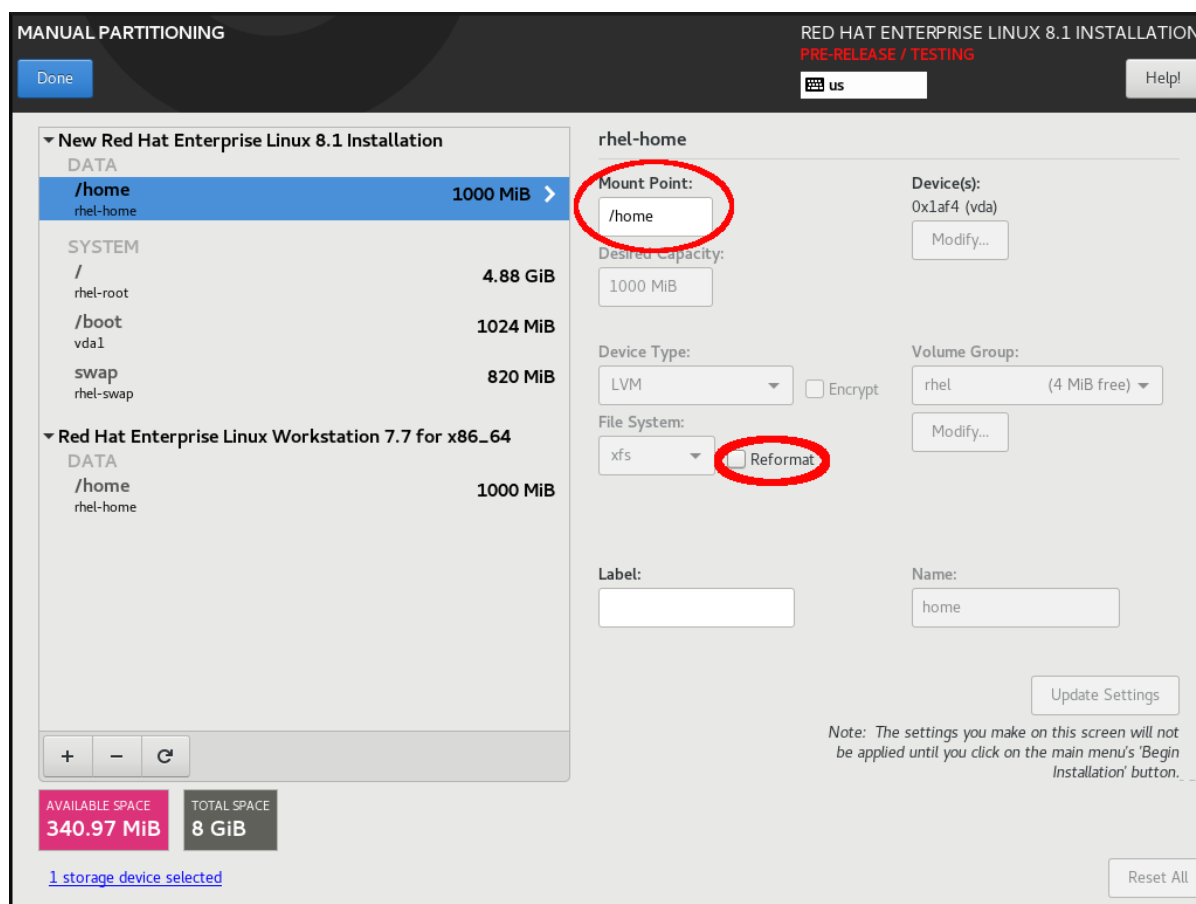 MANUAL PARTITIONING
RED HAT ENTERPRISE LINUX 8.1 INSTALLATION
PRE-RELEASE / TESTING
Done
us
Help!
New Red Hat Enterprise Linux 8.1 Installation
DATA
/home
1000 MiB
rhel-home
SYSTEM
/
4.88 GiB
rhel-root
/boot
1024 MiB
vda1
swap
820 MiB
rhel-swap
Red Hat Enterprise Linux Workstation 7.7 for x86_64
DATA
/home
1000 MiB
rhel-home
+ −
AVAILABLE SPACE
340.97 MiB
TOTAL SPACE
8 GiB
1 storage device selected
rhel-home
Mount Point:
/home
Device(s):
0x1af4 (vda)
Modify...
Desired Capacity:
1000 MiB
Device Type:
LVM
Encrypt
Volume Group:
rhel (4 MiB free)
Modify...
File System:
xfs
Reformat
Label:
Name:
home
Update Settings
Note: The settings you make on this screen will not
be applied until you click on the main menu's 'Begin
Installation' button.
Reset All